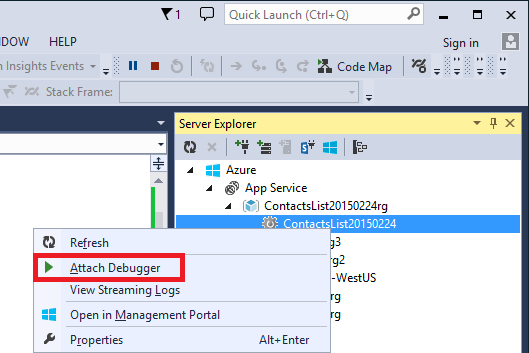 1
Quick Launch (Ctrl+Q)
NDOW HELP
Sign in
n Insights Events
Code Map
Stack Frame:
Server Explorer
Azure
App Service
ContactsList20150224rg
ContactsList20150224
rg3
rg2
-WestUS
rg
rg
Refresh
Attach Debugger
View Streaming Logs
Open in Management Portal
Properties Alt+Enter